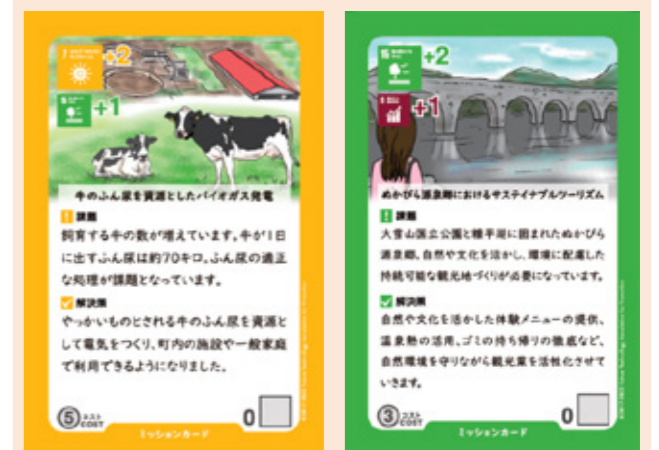 7
+2
15
+1
牛のふん尿を資源としたバイオガス発電
課題
飼育する牛の数が増えています。牛が1日
に出すふん尿は約70キロ。ふん尿の適正
な処理が課題となっています。
解決策
やっかいものとされる牛のふん尿を資源と
して電気をつくり、町内の施設や一般家庭
で利用できるようになりました。
⑤ コスト
COST
0
ミッションカード
15
+2
8
+1
ぬかびら源泉郷におけるサステイナブルツーリズム
課題
大雪山国立公園と糠平湖に囲まれたぬかびら
源泉郷。自然や文化を活かし、環境に配慮した
持続可能な観光地づくりが必要になっています。
解決策
自然や文化を活かした体験メニューの提供、
温泉熱の活用、ゴミの持ち帰りの徹底など、
自然環境を守りながら観光業を活性化させて
いきます。
③ コスト
COST
0
ミッションカード